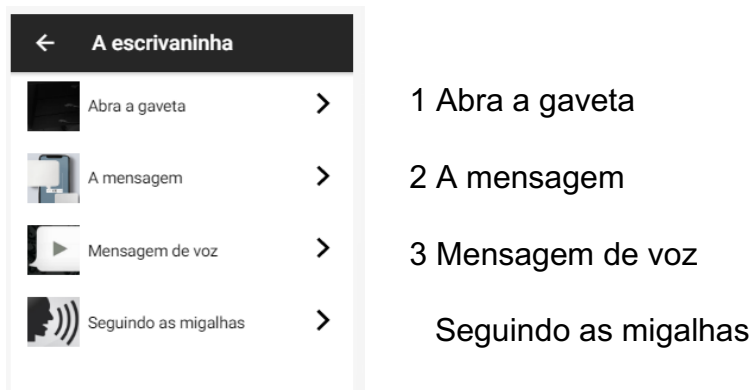 A escrivaninha
Abra a gaveta
A mensagem
Mensagem de voz
Seguindo as migalhas
1 Abra a gaveta
2 A mensagem
3 Mensagem de voz
Seguindo as migalhas